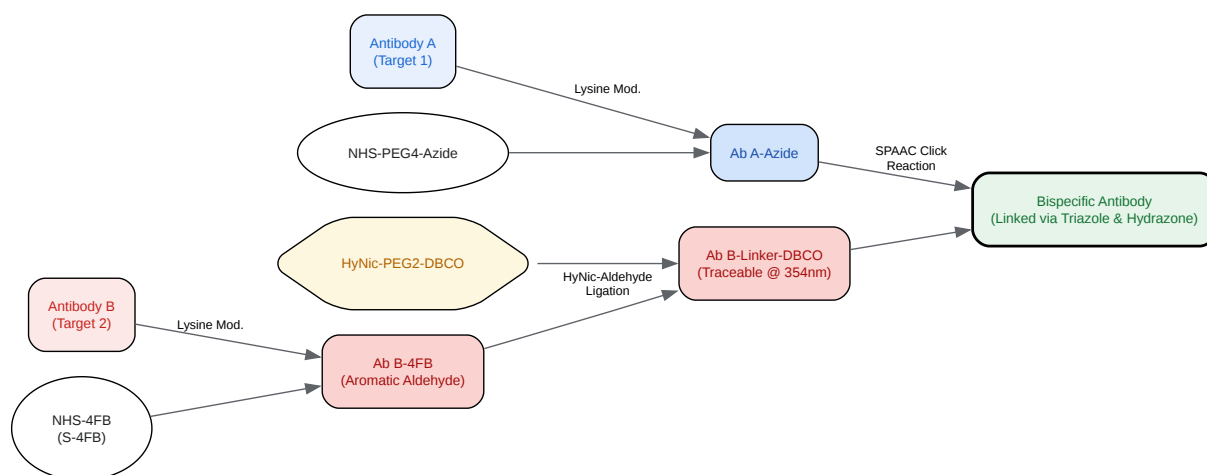 Antibody A
(Target 1)
Lysine Mod.
NHS-PEG4-Azide
Ab A-Azide
SPAAC Click
Reaction
Bispecific Antibody
(Linked via Triazole & Hydrazone)
HyNic-PEG2-DBCO
HyNic-Aldehyde
Ligation
Ab B-Linker-DBCO
(Traceable @ 354nm)
Antibody B
(Target 2)
Lysine Mod.
Ab B-4FB
(Aromatic Aldehyde)
NHS-4FB
(S-4FB)